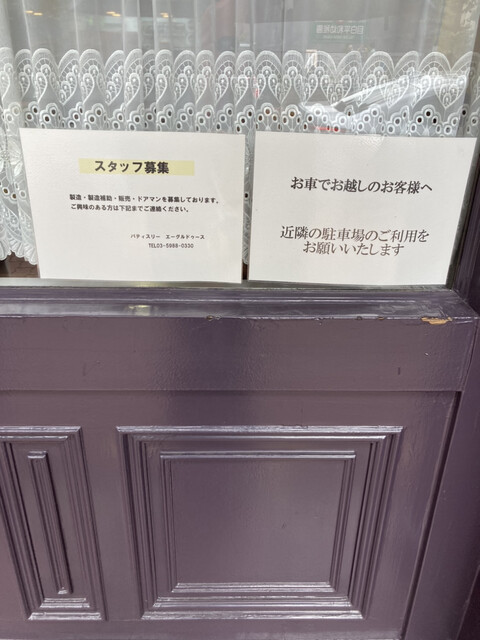 スタッフ募集
製造・製造補助・販売・ドアマンを募集しております。
ご興味のある方は下記までご連絡ください。
パティスリー エーグルドゥース
TEL03-5988-0330
お車でお越しのお客様へ
近隣の駐車場のご利用を
お願いいたします